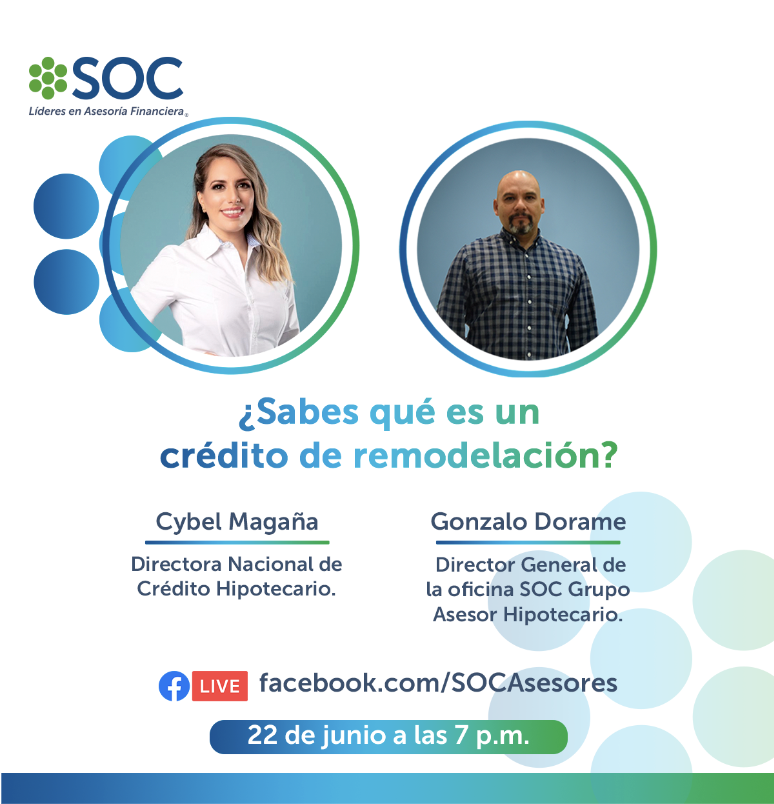 SOC
Líderes en Asesoría Financiera®
¿Sabes qué es un
crédito de remodelación?
Cybel Magaña
Directora Nacional de
Crédito Hipotecario.
Gonzalo Dorame
Director General de
la oficina SOC Grupo
Asesor Hipotecario.
LIVE facebook.com/SOCAsesores
22 de junio a las 7 p.m.